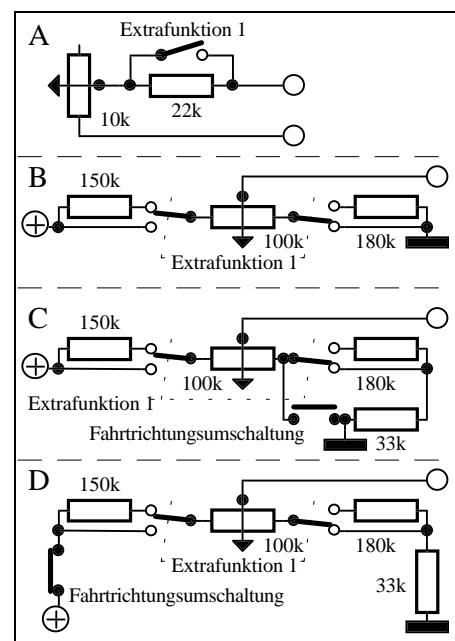 A
Extrafunktion 1
10k
22k
B
150k
100k
180k
Extrafunktion 1
C
150k
100k
180k
Extrafunktion 1
Fahrtrichtungsumschaltung
33k
D
150k
100k
180k
Extrafunktion 1
33k
Fahrtrichtungsumschaltung